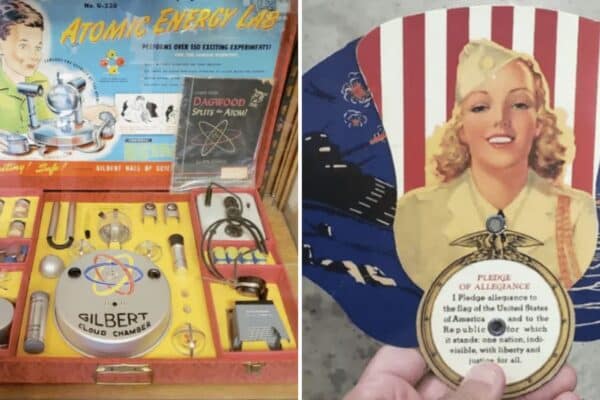 No. U-238
ATOMIC ENERGY LAB
PERFORMS OVER 150 EXCITING EXPERIMENTS!
DAGWOOD
SPLITS the ATOM!
Exciting! Safe!
GILBERT HALL OF SCI
GILBERT
CLOUD CHAMBER
PLEDGE
OF ALLEGIANCE
I Pledge allegiance to
the flag of the United States
of America and to the
Republic for which
it stands: one nation, indi-
visible, with liberty and
justice for all.